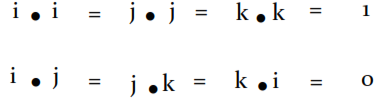 i • i = j • j = k • k = 1
i • j = j • k = k • i = 0